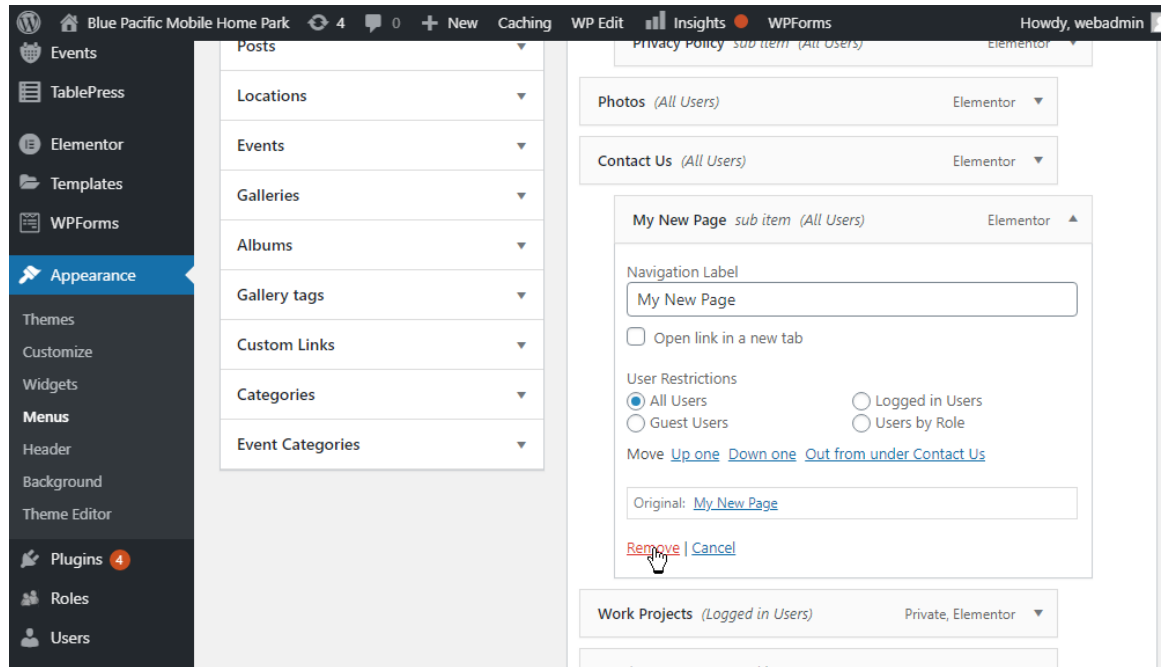 Blue Pacific Mobile Home Park 4 0 New Caching WP Edit Insights WPForms Howdy, webadmin
Events
TablePress
Elementor
Templates
WPForms
Appearance
Themes
Customize
Widgets
Menus
Header
Background
Theme Editor
Plugins 4
Roles
Users
Posts
Locations
Events
Galleries
Albums
Gallery tags
Custom Links
Categories
Event Categories
Privacy Policy sub item (All Users) Elementor
Photos (All Users) Elementor
Contact Us (All Users) Elementor
My New Page sub item (All Users) Elementor
Navigation Label
My New Page
Open link in a new tab
User Restrictions
All Users Logged in Users
Guest Users Users by Role
Move Up one Down one Out from under Contact Us
Original: My New Page
Remove | Cancel
Work Projects (Logged in Users) Private, Elementor